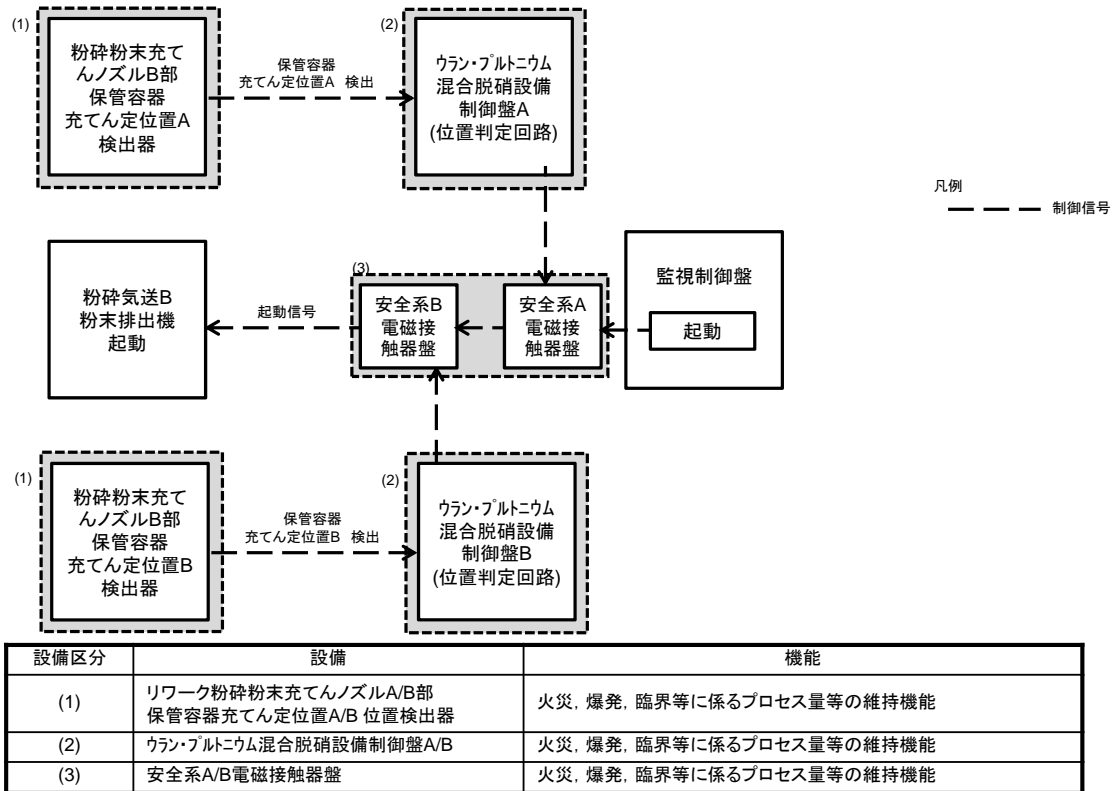 (1)
粉砕粉末充て
んノズルB部
保管容器
充てん定位置A
検出器
保管容器
充てん定位置A 検出
(2)
ウラン・プルトニウム
混合脱硝設備
制御盤A
(位置判定回路)
凡例
制御信号
粉砕気送B
粉末排出機
起動
起動信号
(3)
安全系B
電磁接
触器盤
安全系A
電磁接
触器盤
監視制御盤
起動
(1)
粉砕粉末充て
んノズルB部
保管容器
充てん定位置B
検出器
保管容器
充てん定位置B 検出
(2)
ウラン・プルトニウム
混合脱硝設備
制御盤B
(位置判定回路)
設備区分 設備 機能
(1) リワーク粉砕粉末充てんノズルA/B部
保管容器充てん定位置A/B 位置検出器 火災，爆発，臨界等に係るプロセス量等の維持機能
(2) ウラン・プルトニウム混合脱硝設備制御盤A/B 火災，爆発，臨界等に係るプロセス量等の維持機能
(3) 安全系A/B電磁接触器盤 火災，爆発，臨界等に係るプロセス量等の維持機能